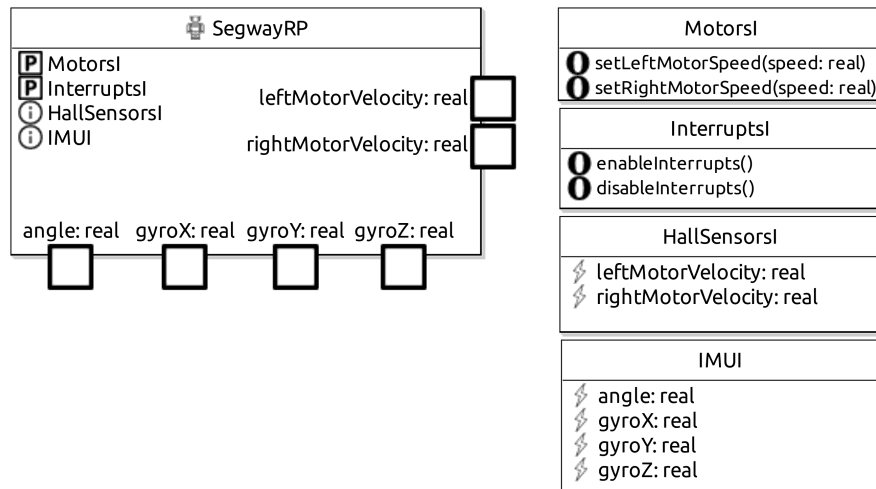 SegwayRP
P MotorsI
P InterruptsI
i HallSensorsI
i IMUI
leftMotorVelocity: real
rightMotorVelocity: real
angle: real gyroX: real gyroY: real gyroZ: real
MotorsI
O setLeftMotorSpeed(speed: real)
O setRightMotorSpeed(speed: real)
InterruptsI
O enableInterrupts()
O disableInterrupts()
HallSensorsI
leftMotorVelocity: real
rightMotorVelocity: real
IMUI
angle: real
gyroX: real
gyroY: real
gyroZ: real